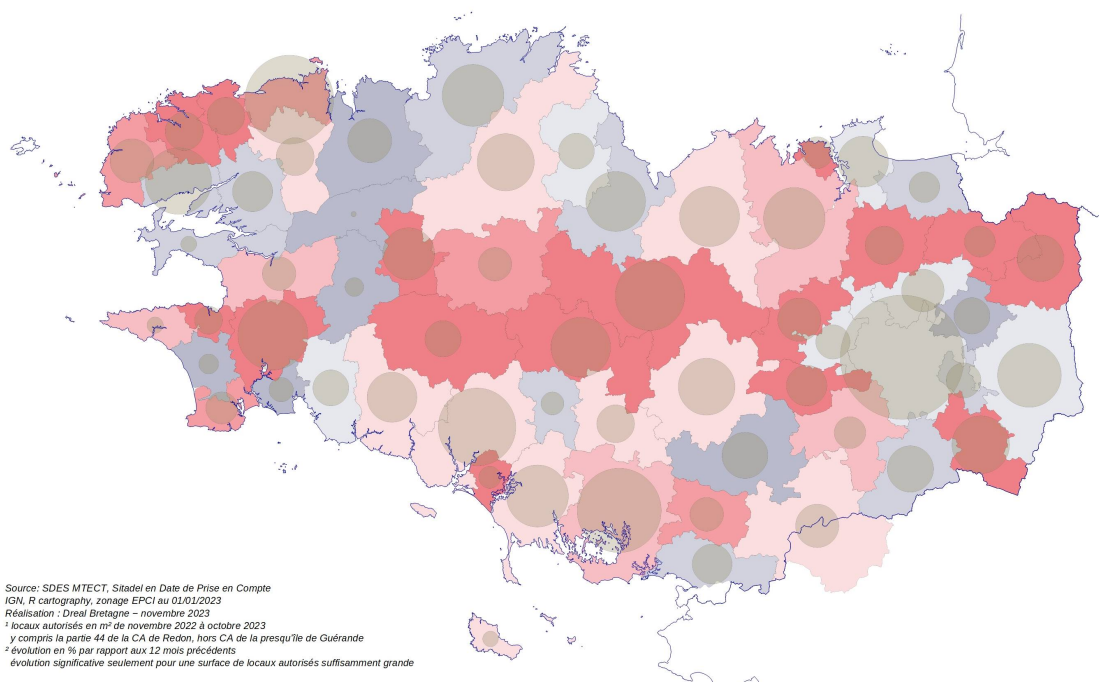 Source: SDES MTECT, Sitadel en Date de Prise en Compte
IGN, R cartography, zonage EPCI au 01/01/2023
Réalisation : Dreal Bretagne − novembre 2023
¹ locaux autorisés en m² de novembre 2022 à octobre 2023
y compris la partie 44 de la CA de Redon, hors CA de la presqu'île de Guérande
² évolution en % par rapport aux 12 mois précédents
évolution significative seulement pour une surface de locaux autorisés suffisamment grande